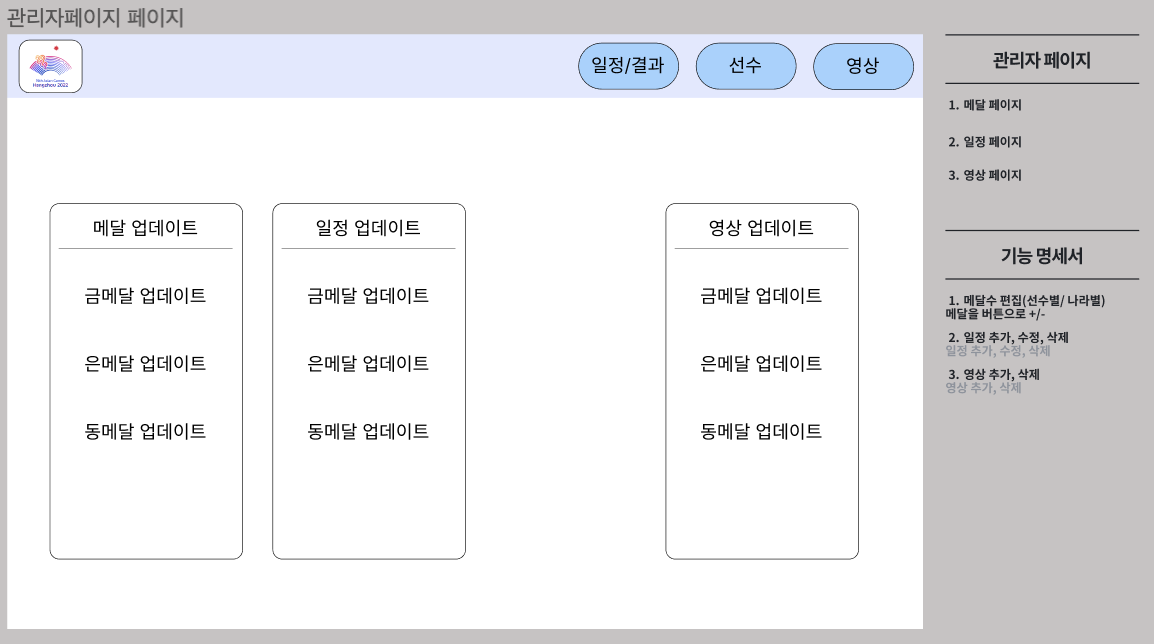 관리자페이지 페이지
19th Asian Games
Hangzhou 2022
일정/결과
선수
영상
메달 업데이트
금메달 업데이트
은메달 업데이트
동메달 업데이트
일정 업데이트
금메달 업데이트
은메달 업데이트
동메달 업데이트
영상 업데이트
금메달 업데이트
은메달 업데이트
동메달 업데이트
관리자 페이지
1. 메달 페이지
2. 일정 페이지
3. 영상 페이지
기능 명세서
1. 메달수 편집(선수별/ 나라별)
메달을 버튼으로 +/-
2. 일정 추가, 수정, 삭제
일정 추가, 수정, 삭제
3. 영상 추가, 삭제
영상 추가, 삭제